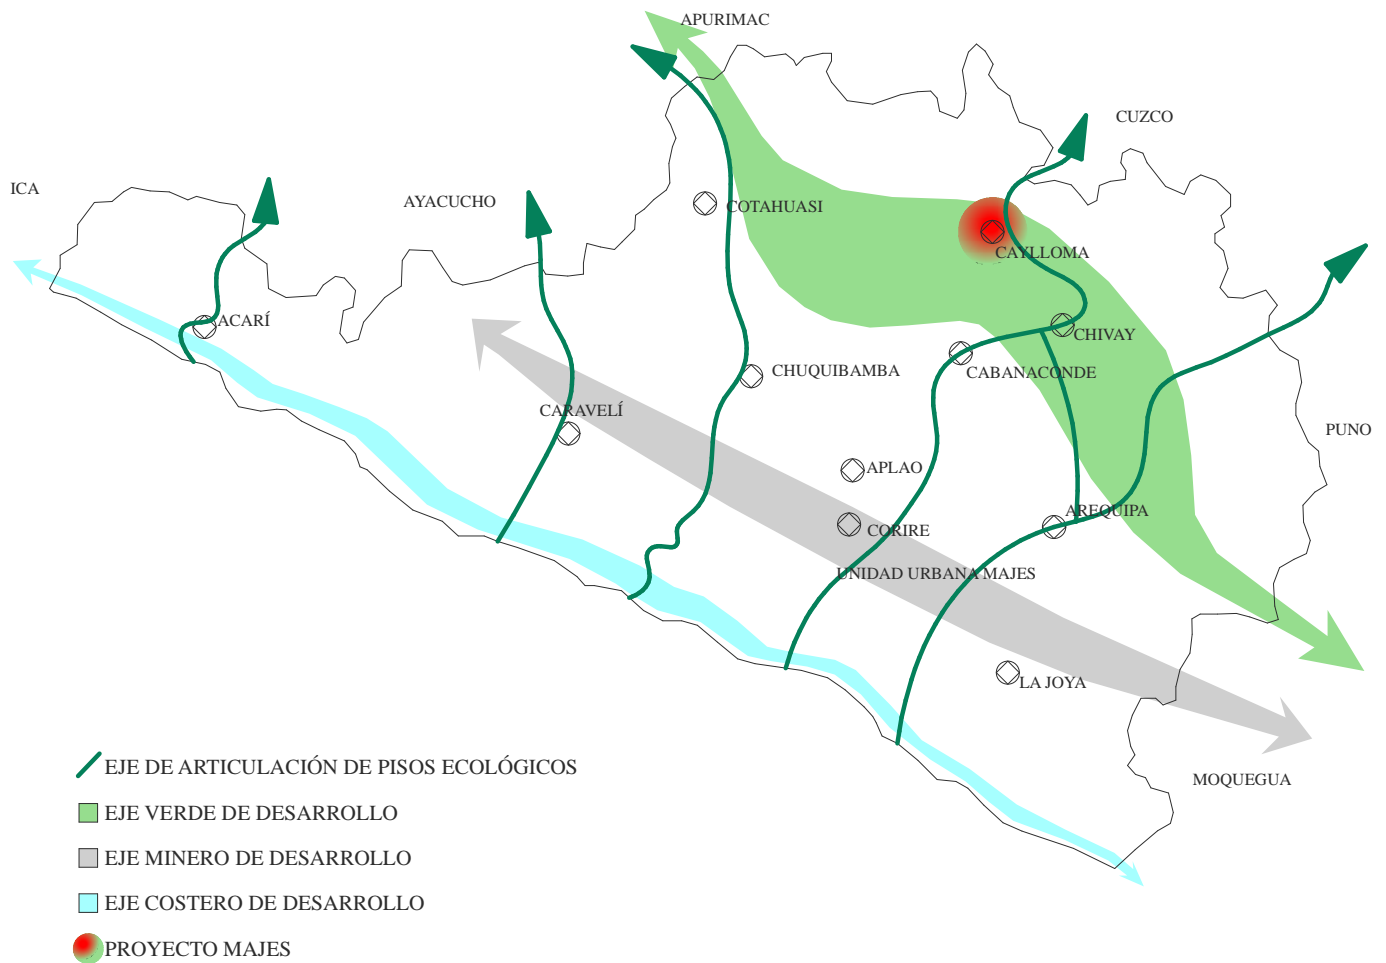 APURIMAC
CUZCO
ICA
AYACUCHO
COTAHUASI
CAYLLOMA
ACARÍ
CHIVAY
CHUQUIBAMBA
CABANACONDE
CARAVELÍ
PUNO
APLAO
AREQUIPA
CORIRE
UNIDAD URBANA MAJES
LA JOYA
MOQUEGUA
EJE DE ARTICULACIÓN DE PISOS ECOLÓGICOS
EJE VERDE DE DESARROLLO
EJE MINERO DE DESARROLLO
EJE COSTERO DE DESARROLLO
PROYECTO MAJES